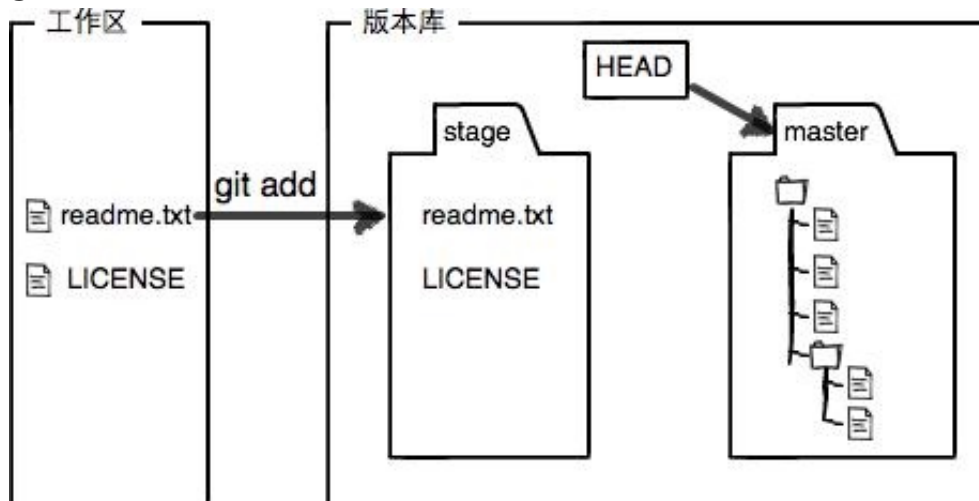 工作区
版本库
HEAD
stage
master
git add
readme.txt
readme.txt
LICENSE
LICENSE